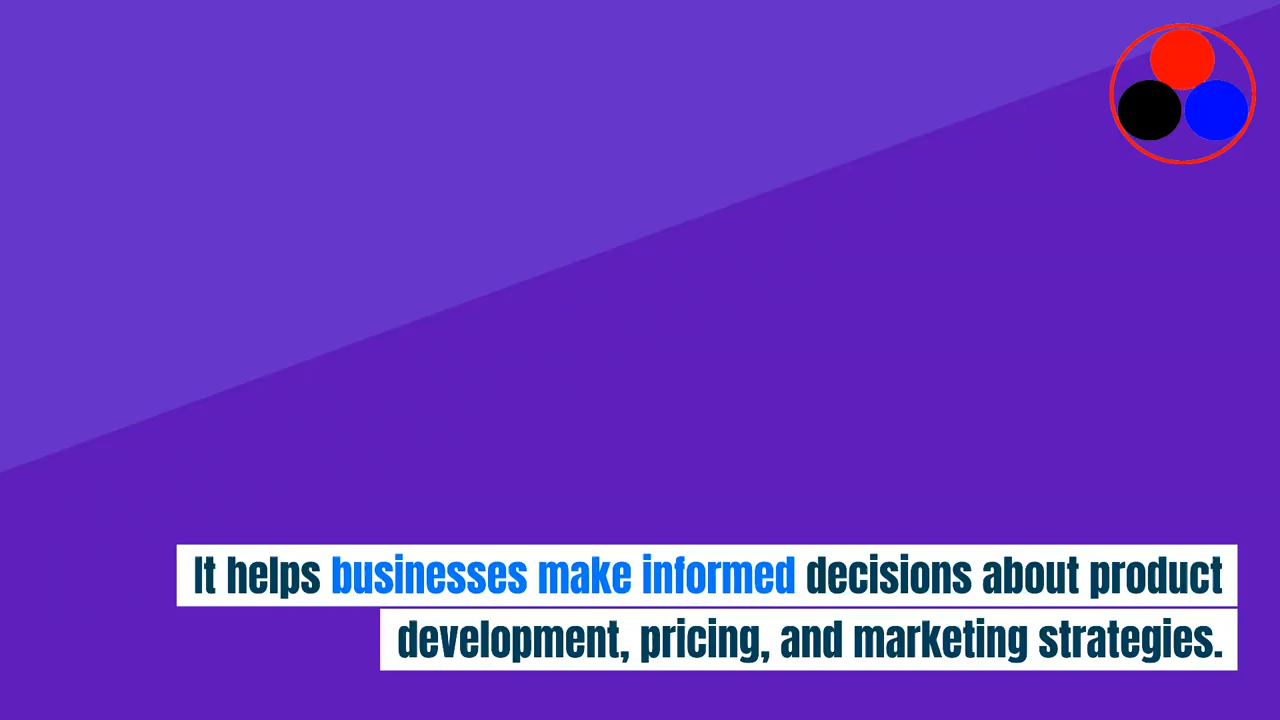 It helps businesses make informed decisions about product
development, pricing, and marketing strategies.